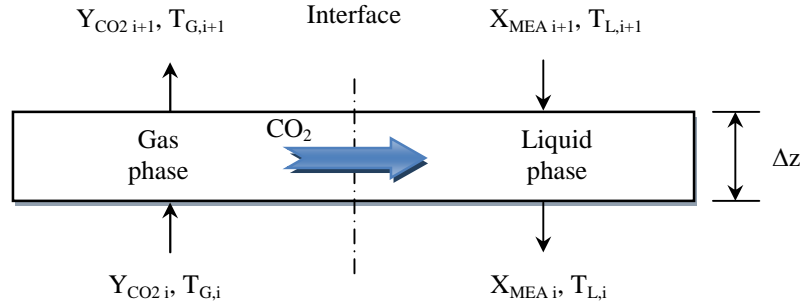 Y_CO2 i+1, T_G,i+1
Interface
X_MEA i+1, T_L,i+1
Gas
phase
CO2
Liquid
phase
Δz
Y_CO2 i, T_G,i
X_MEA i, T_L,i